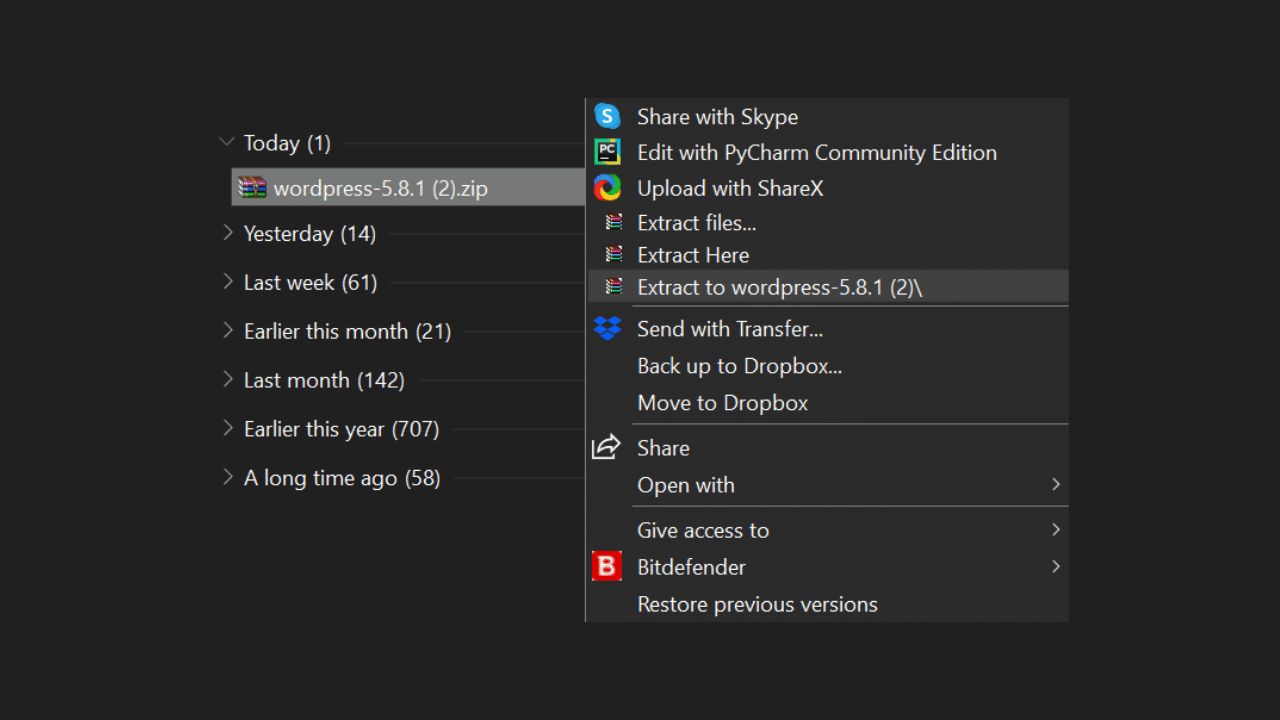 Today (1)
wordpress-5.8.1 (2).zip
Yesterday (14)
Last week (61)
Earlier this month (21)
Last month (142)
Earlier this year (707)
A long time ago (58)
S
Share with Skype
PC
Edit with PyCharm Community Edition
Upload with ShareX
Extract files...
Extract Here
Extract to wordpress-5.8.1 (2)\
Send with Transfer...
Back up to Dropbox...
Move to Dropbox
Share
Open with
Give access to
B
Bitdefender
Restore previous versions